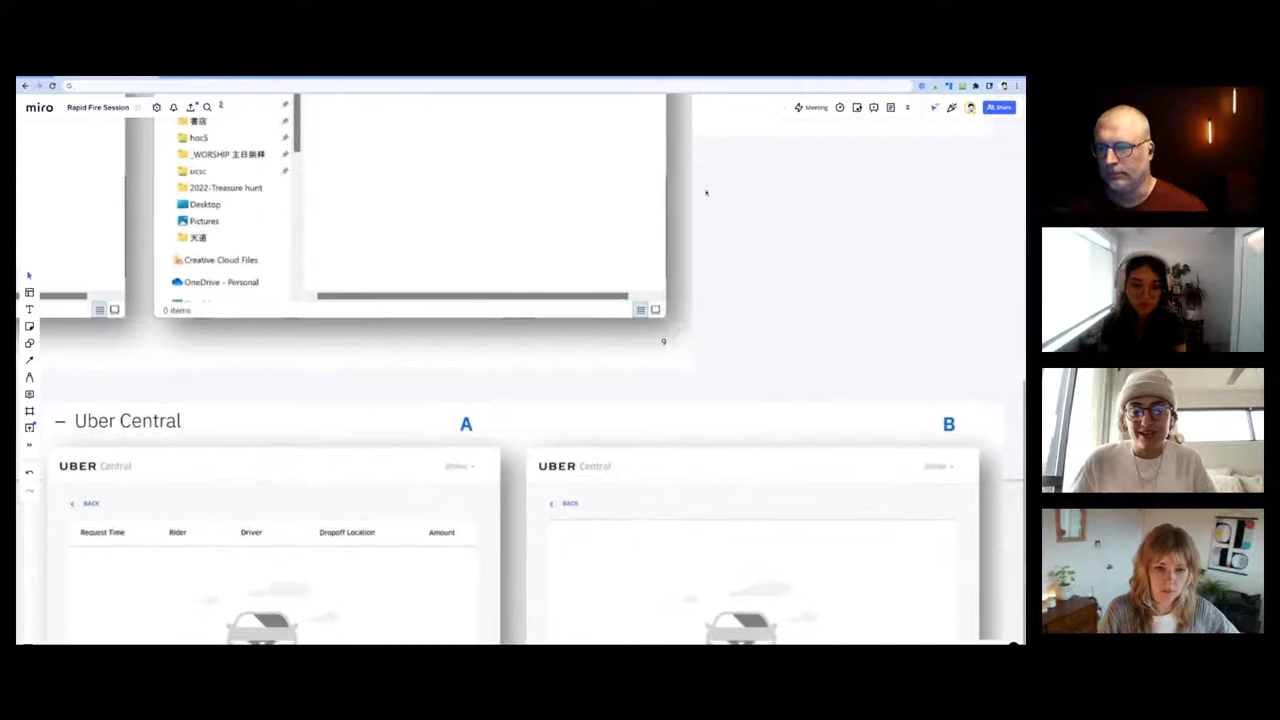 miro
Rapid Fire Session
Meeting
Share
書店
hoc5
_WORSHIP 主日崇拜
ucsc
2022-Treasure hunt
Desktop
Pictures
天道
Creative Cloud Files
OneDrive - Personal
0 items
9
– Uber Central
A
B
UBER Central
UBER Central
BACK
BACK
Request Time
Rider
Driver
Dropoff Location
Amount